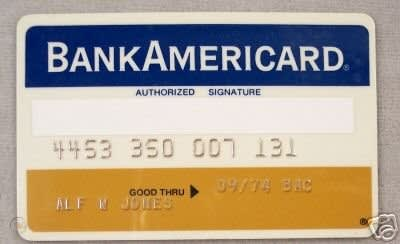 BANKAMERICARD®
AUTHORIZED SIGNATURE
4453 350 007 131
GOOD THRU ▶ 09/74 BAC
ALF W JONES
®